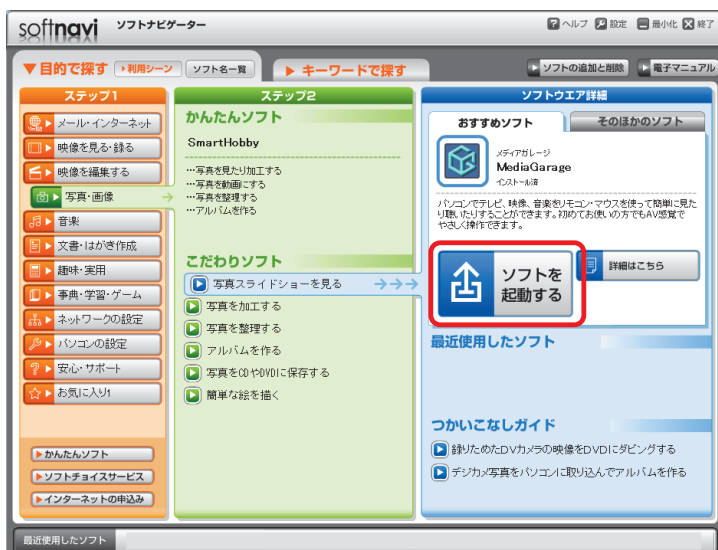 softnavi ソフトナビゲーター
ヘルプ 設定 最小化 終了
▼目的で探す 利用シーン ソフト名一覧 キーワードで探す ソフトの追加と削除 電子マニュアル
ステップ1
メール・インターネット
映像を見る・録る
映像を編集する
写真・画像
音楽
文書・はがき作成
趣味・実用
事典・学習・ゲーム
ネットワークの設定
パソコンの設定
安心・サポート
お気に入り1
かんたんソフト
ソフトチョイスサービス
インターネットの申込み
ステップ2
かんたんソフト
SmartHobby
…写真を見たり加工する
…写真を動画にする
…写真を整理する
…アルバムを作る
こだわりソフト
写真スライドショーを見る
写真を加工する
写真を整理する
アルバムを作る
写真をCDやDVDに保存する
簡単な絵を描く
ソフトウエア詳細
おすすめソフト そのほかのソフト
メディアガレージ
MediaGarage
インストール済
パソコンでテレビ、映像、音楽をリモコン・マウスを使って簡単に見た
り聴いたりすることができます。初めてお使いの方でもAV感覚で
やさしく操作できます。
ソフトを
起動する
詳細はこちら
最近使用したソフト
つかいこなしガイド
録りためたDVカメラの映像をDVDにダビングする
デジカメ写真をパソコンに取り込んでアルバムを作る
最近使用したソフト